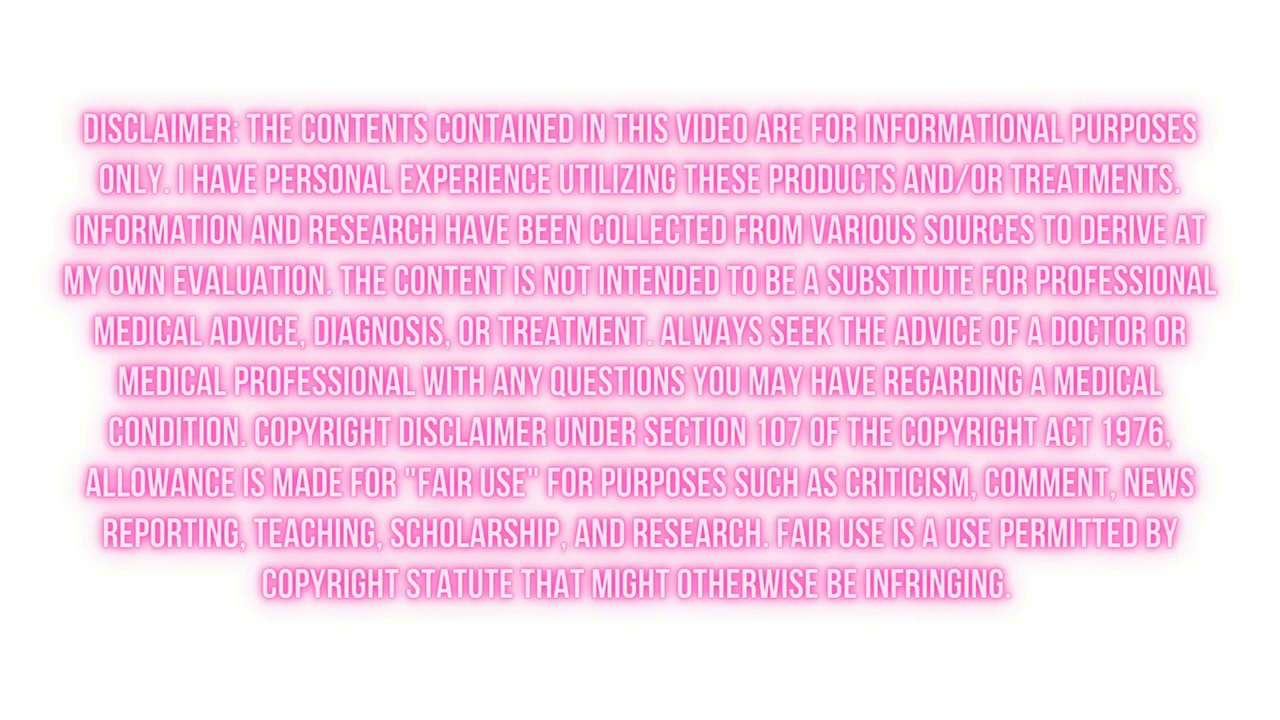 DISCLAIMER: THE CONTENTS CONTAINED IN THIS VIDEO ARE FOR INFORMATIONAL PURPOSES
ONLY. I HAVE PERSONAL EXPERIENCE UTILIZING THESE PRODUCTS AND/OR TREATMENTS.
INFORMATION AND RESEARCH HAVE BEEN COLLECTED FROM VARIOUS SOURCES TO DERIVE AT
MY OWN EVALUATION. THE CONTENT IS NOT INTENDED TO BE A SUBSTITUTE FOR PROFESSIONAL
MEDICAL ADVICE, DIAGNOSIS, OR TREATMENT. ALWAYS SEEK THE ADVICE OF A DOCTOR OR
MEDICAL PROFESSIONAL WITH ANY QUESTIONS YOU MAY HAVE REGARDING A MEDICAL
CONDITION. COPYRIGHT DISCLAIMER UNDER SECTION 107 OF THE COPYRIGHT ACT 1976,
ALLOWANCE IS MADE FOR "FAIR USE" FOR PURPOSES SUCH AS CRITICISM, COMMENT, NEWS
REPORTING, TEACHING, SCHOLARSHIP, AND RESEARCH. FAIR USE IS A USE PERMITTED BY
COPYRIGHT STATUTE THAT MIGHT OTHERWISE BE INFRINGING.